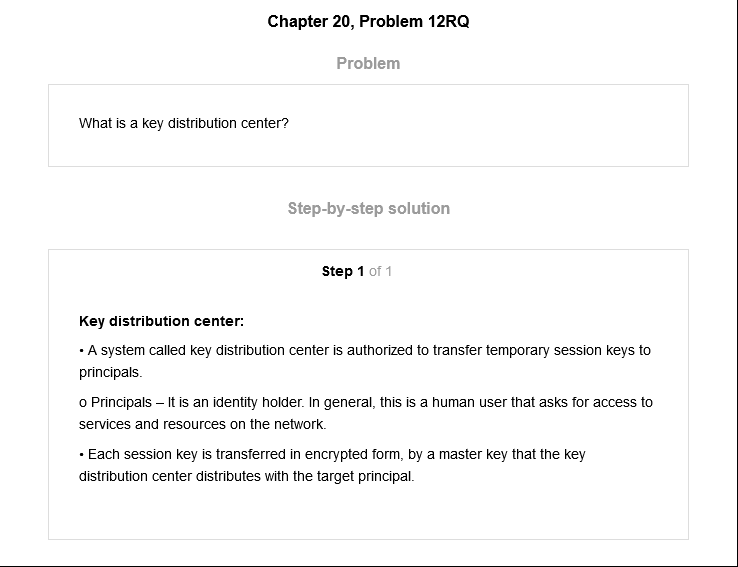 Chapter 20, Problem 12RQ
Problem
What is a key distribution center?
Step-by-step solution
Step 1 of 1
Key distribution center:
• A system called key distribution center is authorized to transfer temporary session keys to
principals.
o Principals – It is an identity holder. In general, this is a human user that asks for access to
services and resources on the network.
• Each session key is transferred in encrypted form, by a master key that the key
distribution center distributes with the target principal.